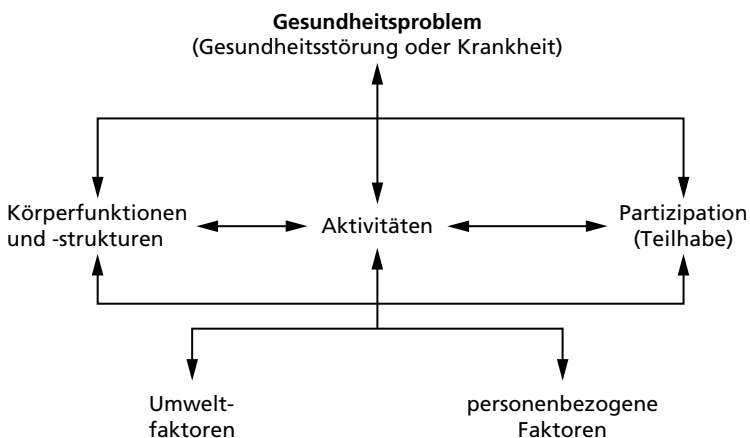 Gesundheitsproblem
(Gesundheitsstörung oder Krankheit)
Körperfunktionen
und -strukturen
Aktivitäten
Partizipation
(Teilhabe)
Umwelt-
faktoren
personenbezogene
Faktoren